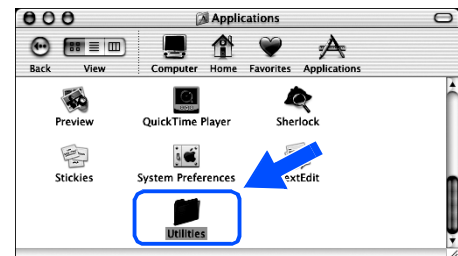 Applications
Back View Computer Home Favorites Applications
Preview QuickTime Player Sherlock
Stickies System Preferences extEdit
Utilities